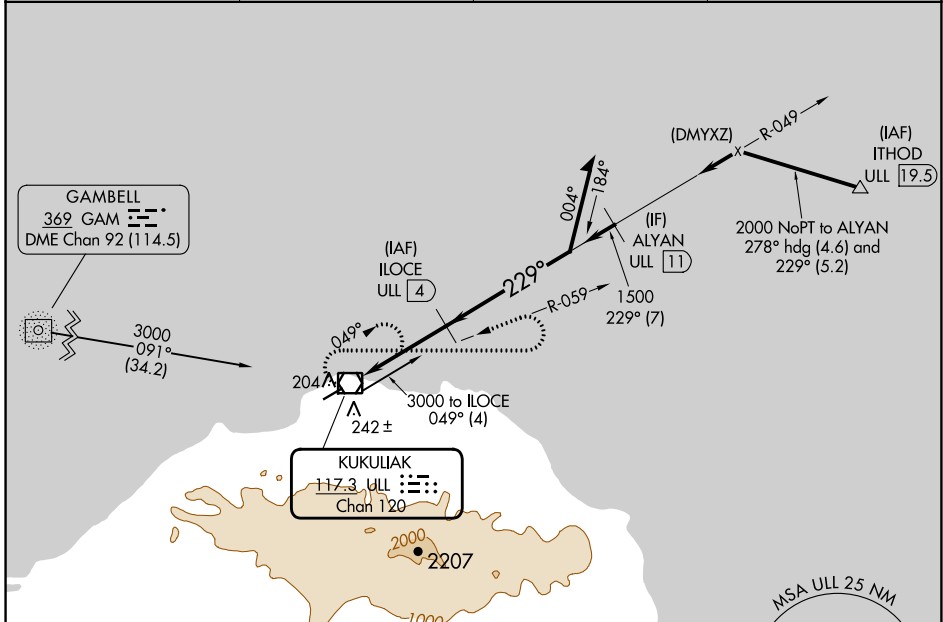 (DMYXZ)
R-049
(IAF)
ITHOD
ULL 19.5
2000 NoPT to ALYAN
278° hdg (4.6) and
229° (5.2)
GAMBELL
369 GAM
DME Chan 92 (114.5)
004°
184°
(IF)
ALYAN
ULL 11
(IAF)
ILOCE
ULL 4
229°
R-059
1500
229° (7)
3000
091°
(34.2)
049°
204
3000 to ILOCE
049° (4)
242 ±
KUKULIAK
117.3 ULL
Chan 120
2000
2207
1000
MSA ULL 25 NM